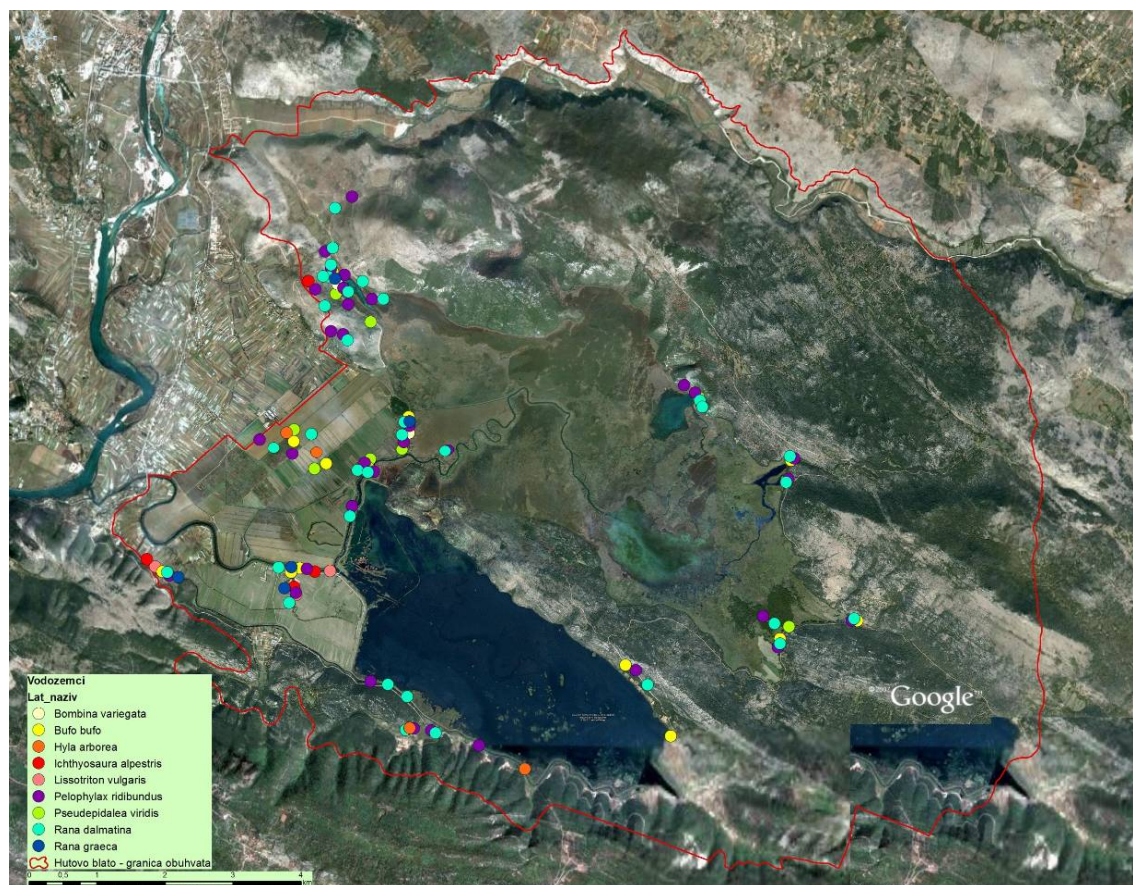 Google™
Vodozemci
Lat_naziv
Bombina variegata
Bufo bufo
Hyla arborea
Ichthyosaura alpestris
Lissotriton vulgaris
Pelophylax ridibundus
Pseudepidalea viridis
Rana dalmatina
Rana graeca
Hutovo blato - granica obuhvata
0 0,5 1 2 3 4